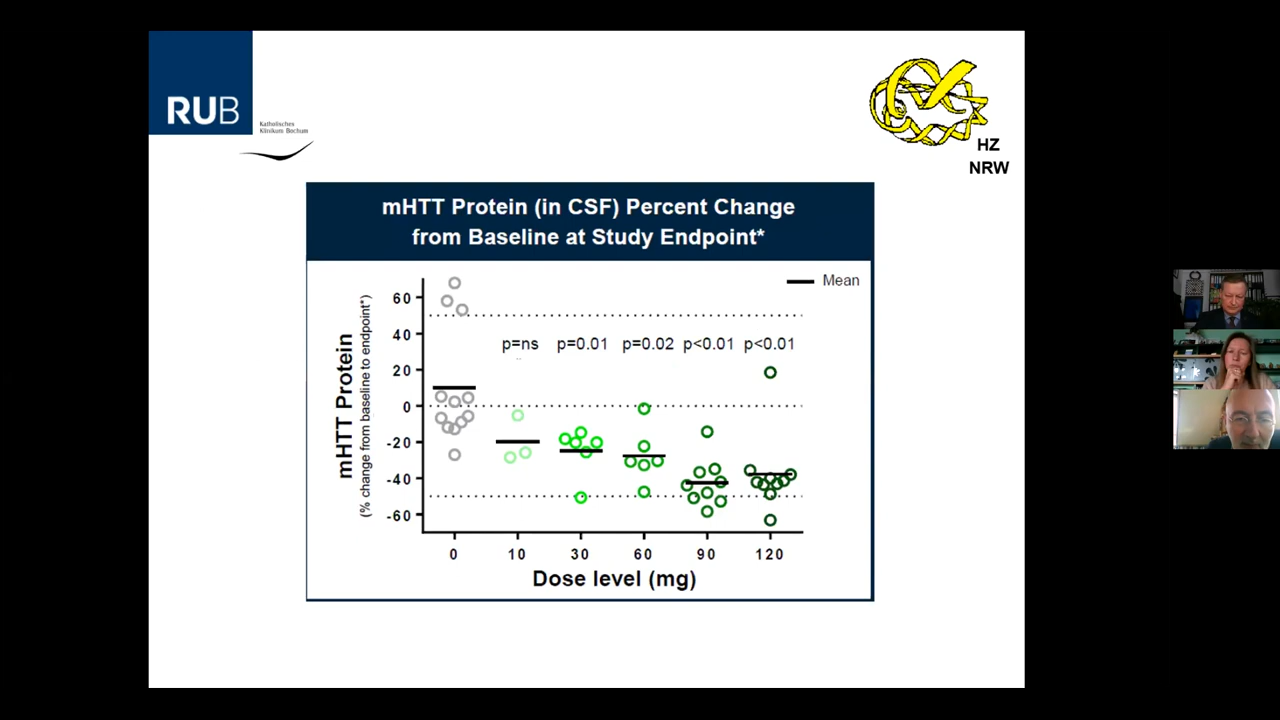 RUB
Katholisches
Klinikum Bochum
HZ
NRW
mHTT Protein (in CSF) Percent Change
from Baseline at Study Endpoint*
Mean
mHTT Protein
(% change from baseline to endpoint*)
60
40
20
0
-20
-40
-60
p=ns
p=0.01
p=0.02
p<0.01
p<0.01
0
10
30
60
90
120
Dose level (mg)